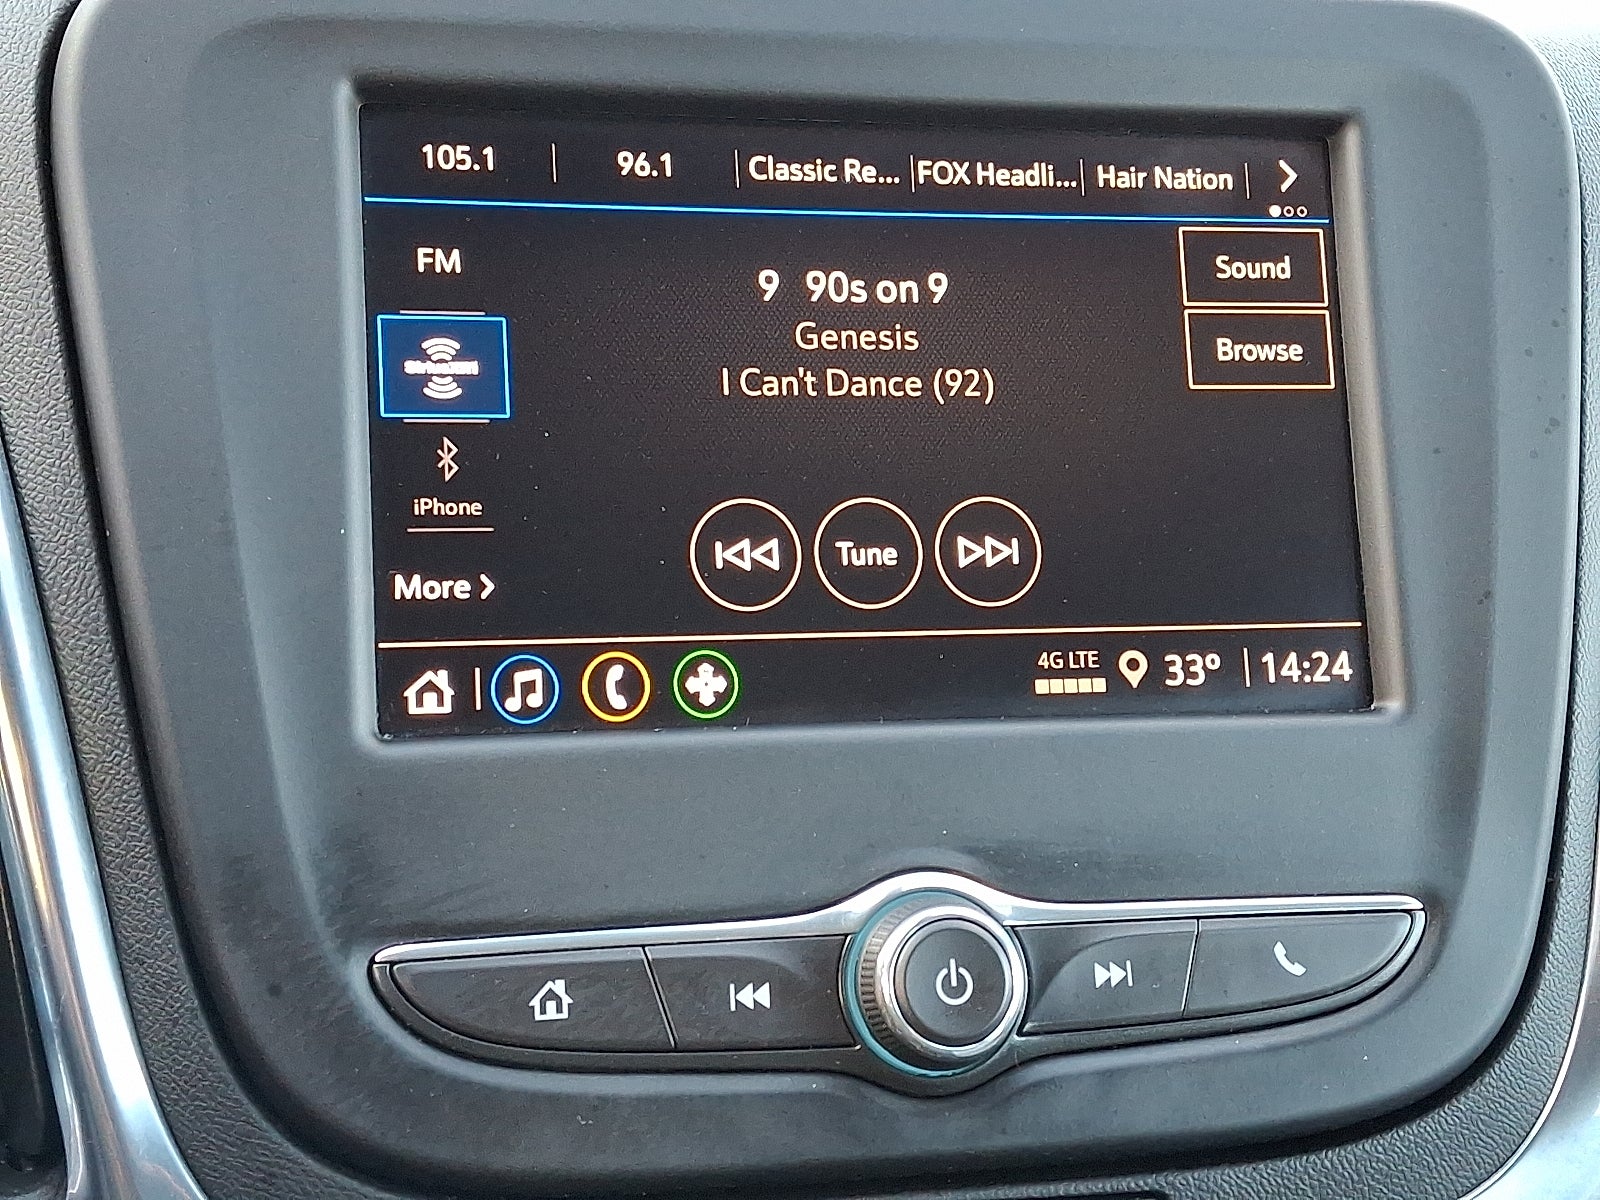 105.1 96.1 Classic Re... FOX Headli... Hair Nation
FM
Sound
9 90s on 9
Genesis
SiriusXM
Browse
I Can't Dance (92)
iPhone
Tune
More
4G LTE 33° 14:24